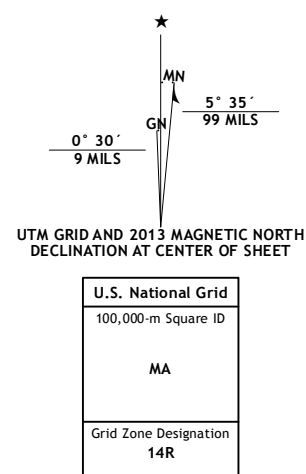 MN
5° 35´
99 MILS
GN
0° 30´
9 MILS
UTM GRID AND 2013 MAGNETIC NORTH
DECLINATION AT CENTER OF SHEET
U.S. National Grid
100,000-m Square ID
MA
Grid Zone Designation
14R